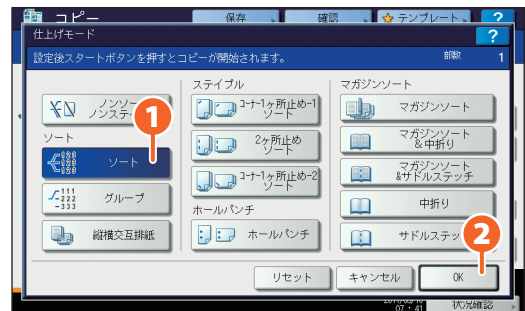 コピー
保存
確認
テンプレート
?
仕上げモード
?
設定後スタートボタンを押すとコピーが開始されます。
部数 1
ノンソー
ノンステイ
1
ソート
ソート
グループ
縦横交互排紙
ステイプル
コーナー1ヶ所止め-1
ソート
2ヶ所止め
ソート
コーナー1ヶ所止め-2
ソート
ホールパンチ
ホールパンチ
マガジンソート
マガジンソート
マガジンソート
&中折り
マガジンソート
&サドルステッチ
中折り
サドルステッ
2
リセット
キャンセル
OK
07 : 41
状況確認